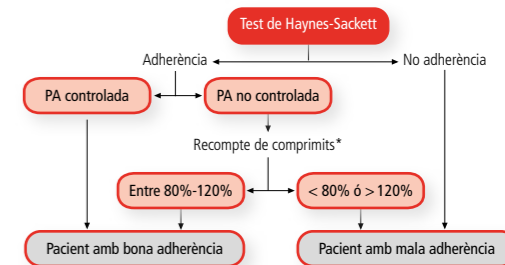 Test de Haynes-Sackett
Adherència
No adherència
PA controlada
PA no controlada
Recompte de comprimits*
Entre 80%-120%
< 80% ó > 120%
Pacient amb bona adherència
Pacient amb mala adherència